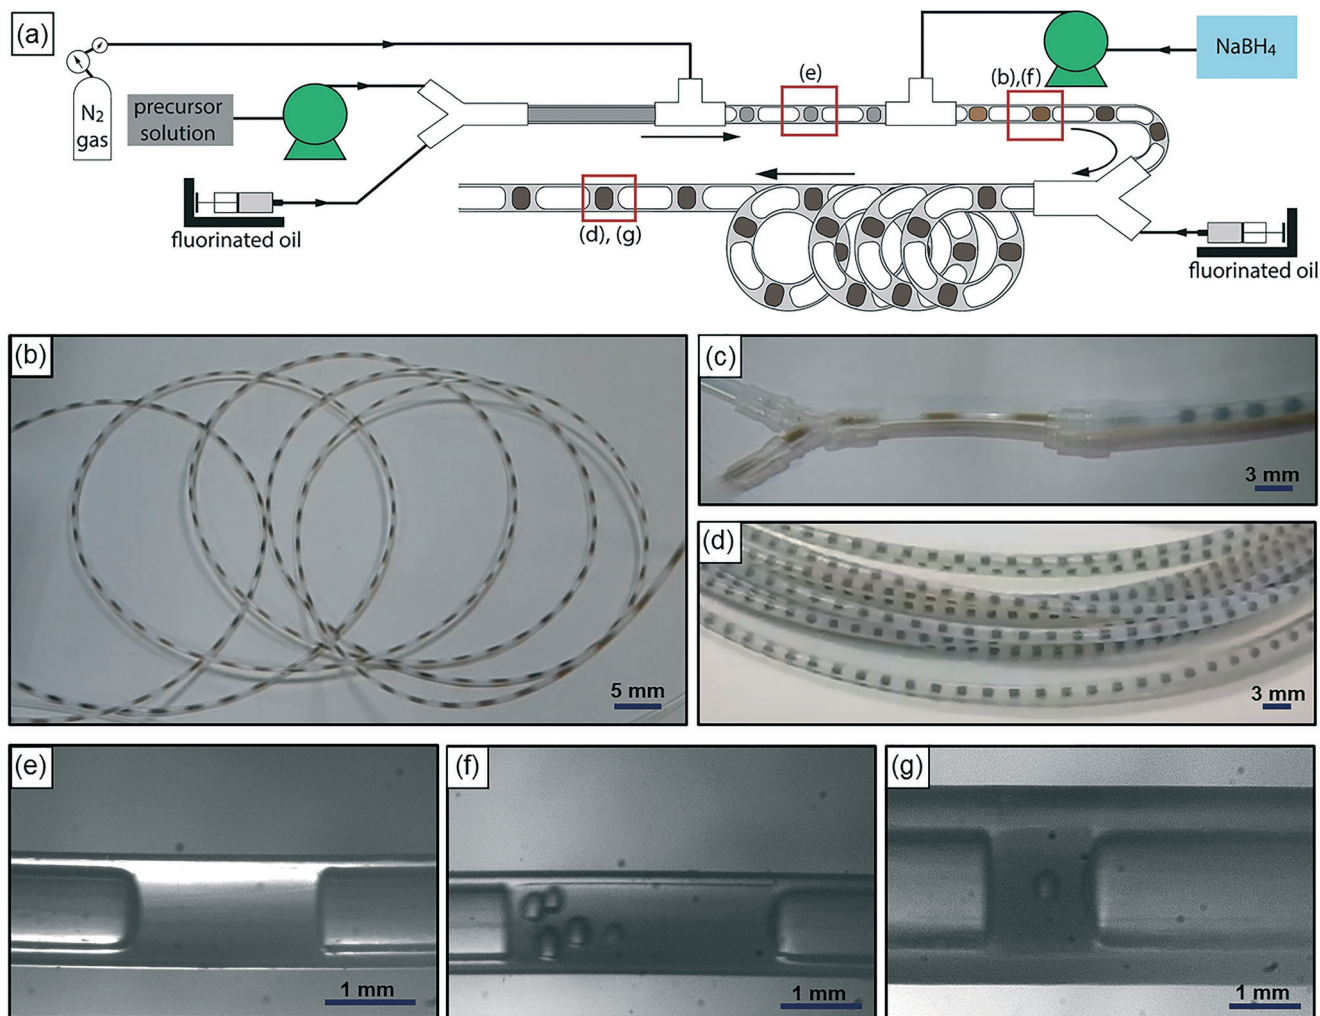 (a)
N2
gas
precursor
solution
fluorinated oil
(e)
(b),(f)
NaBH4
(d), (g)
fluorinated oil
(b)
5 mm
(c)
3 mm
(d)
3 mm
(e)
1 mm
(f)
1 mm
(g)
1 mm